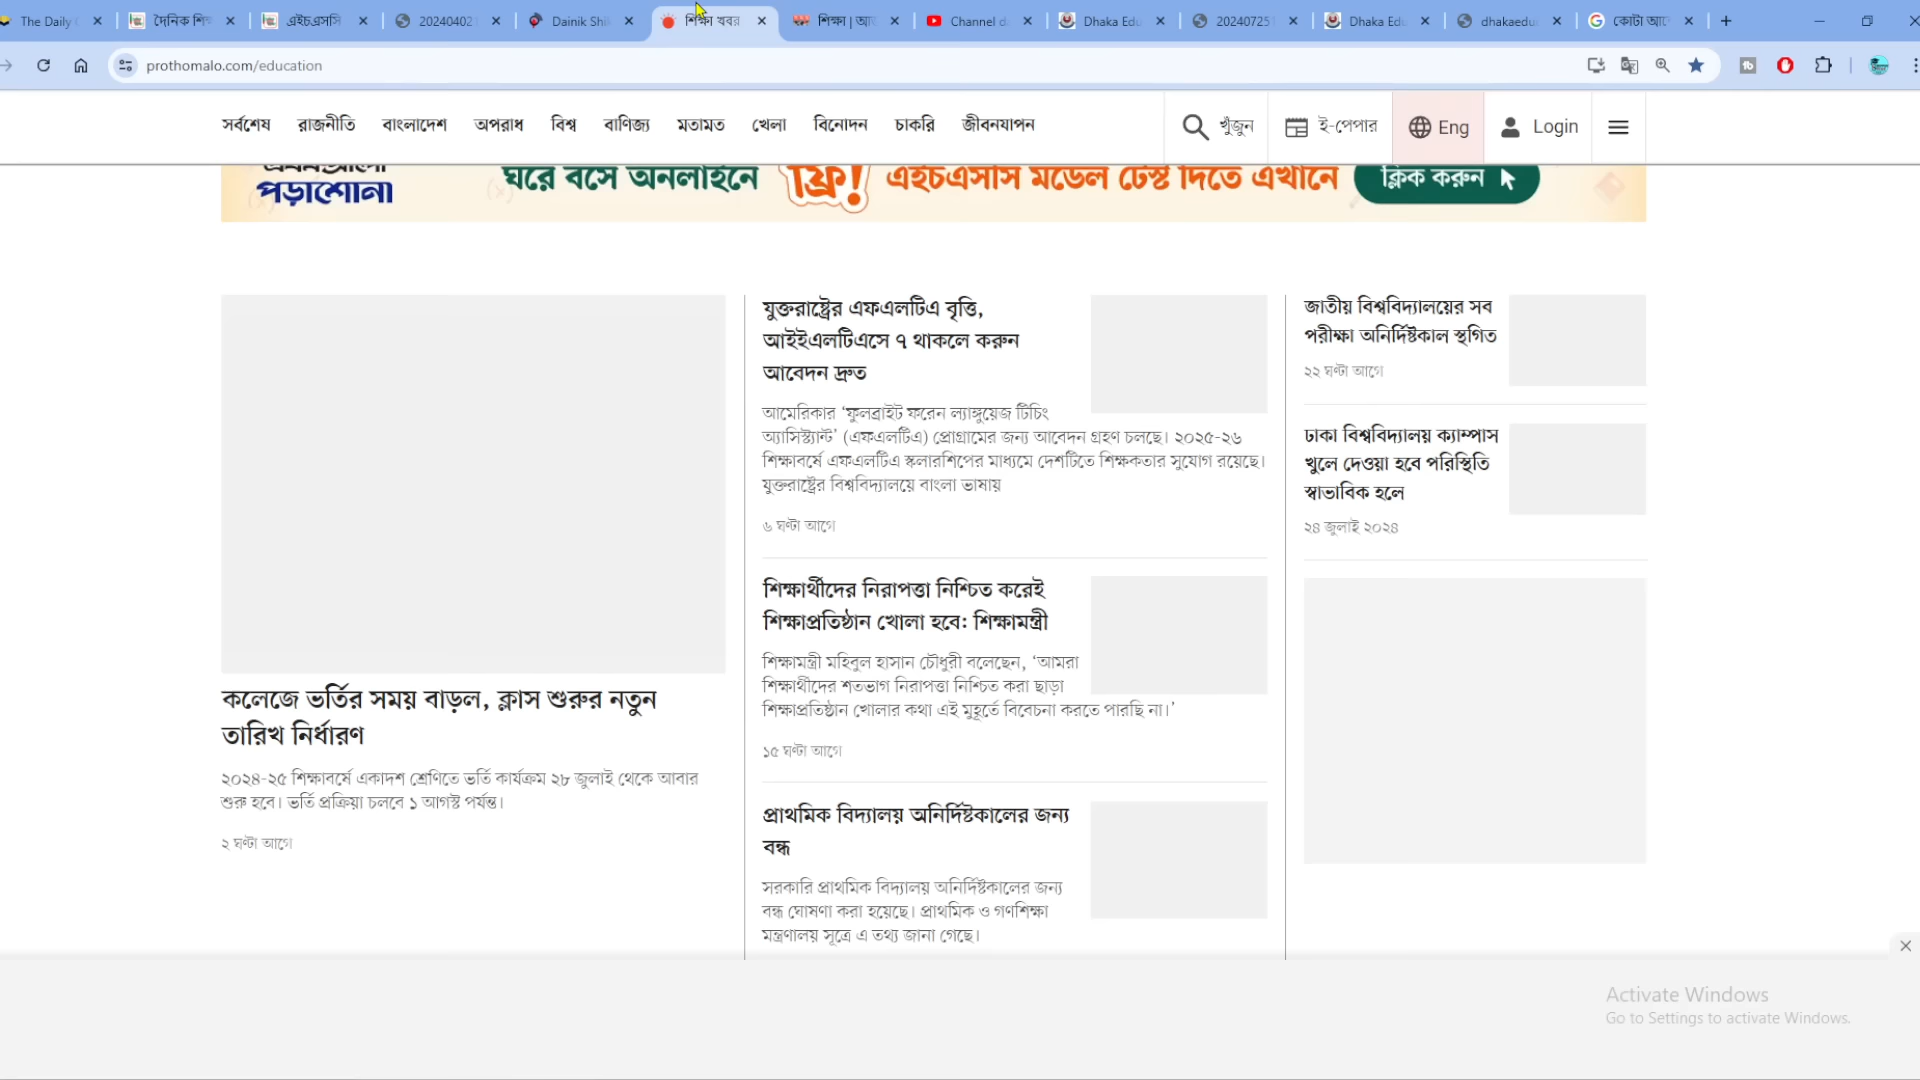 The Daily
দৈনিক শিক্ষ
এইচএসসি
20240402
Dainik Shi
শিক্ষা খবর
শিক্ষা | আ
Channel d
Dhaka Edu
20240725
Dhaka Edu
dhakaedu
কোটা আন্
prothomalo.com/education
সর্বশেষ রাজনীতি বাংলাদেশ অপরাধ বিশ্ব বাণিজ্য মতামত খেলা বিনোদন চাকরি জীবনযাপন
খুঁজুন
ই-পেপার
Eng
Login
পড়াশোনা
ঘরে বসে অনলাইনে ফ্রি! এইচএসসি মডেল টেস্ট দিতে এখানে ক্লিক করুন
কলেজে ভর্তির সময় বাড়ল, ক্লাস শুরুর নতুন
তারিখ নির্ধারণ
২০২৪-২৫ শিক্ষাবর্ষে একাদশ শ্রেণিতে ভর্তি কার্যক্রম ২৮ জুলাই থেকে আবার
শুরু হবে। ভর্তি প্রক্রিয়া চলবে ১ আগস্ট পর্যন্ত।
২ ঘণ্টা আগে
যুক্তরাষ্ট্রের এফএলটিএ বৃত্তি,
আইইএলটিএসে ৭ থাকলে করুন
আবেদন দ্রুত
আমেরিকার ‘ফুলব্রাইট ফরেন ল্যাঙ্গুয়েজ টিচিং
অ্যাসিস্ট্যান্ট’ (এফএলটিএ) প্রোগ্রামের জন্য আবেদন গ্রহণ চলছে। ২০২৫-২৬
শিক্ষাবর্ষে এফএলটিএ স্কলারশিপের মাধ্যমে দেশটিতে শিক্ষকতার সুযোগ রয়েছে।
যুক্তরাষ্ট্রের বিশ্ববিদ্যালয়ে বাংলা ভাষায়
৬ ঘণ্টা আগে
শিক্ষার্থীদের নিরাপত্তা নিশ্চিত করেই
শিক্ষাপ্রতিষ্ঠান খোলা হবে: শিক্ষামন্ত্রী
শিক্ষামন্ত্রী মহিবুল হাসান চৌধুরী বলেছেন, ‘আমরা
শিক্ষার্থীদের শতভাগ নিরাপত্তা নিশ্চিত করা ছাড়া
শিক্ষাপ্রতিষ্ঠান খোলার কথা এই মুহূর্তে বিবেচনা করতে পারছি না।’
১৫ ঘণ্টা আগে
প্রাথমিক বিদ্যালয় অনির্দিষ্টকালের জন্য
বন্ধ
সরকারি প্রাথমিক বিদ্যালয় অনির্দিষ্টকালের জন্য
বন্ধ ঘোষণা করা হয়েছে। প্রাথমিক ও গণশিক্ষা
মন্ত্রণালয় সূত্রে এ তথ্য জানা গেছে।
জাতীয় বিশ্ববিদ্যালয়ের সব
পরীক্ষা অনির্দিষ্টকাল স্থগিত
২২ ঘণ্টা আগে
ঢাকা বিশ্ববিদ্যালয় ক্যাম্পাস
খুলে দেওয়া হবে পরিস্থিতি
স্বাভাবিক হলে
২৪ জুলাই ২০২৪
Activate Windows
Go to Settings to activate Windows.